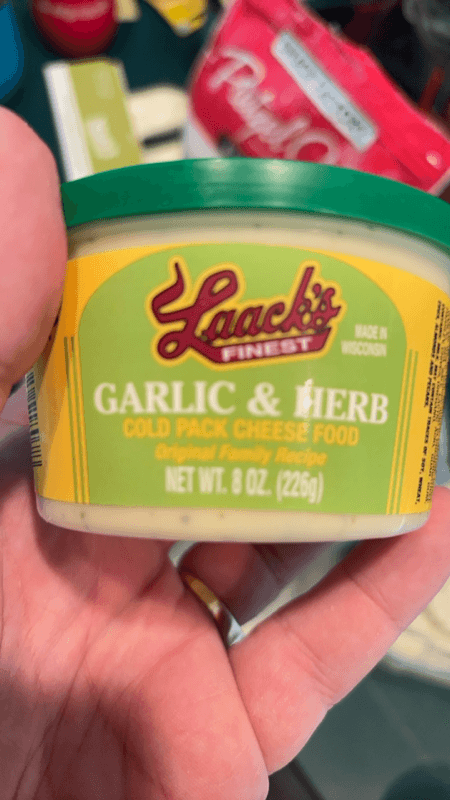 Laack's
FINEST
MADE IN
WISCONSIN
GARLIC & HERB
COLD PACK CHEESE FOOD
Original Family Recipe
NET WT. 8 OZ. (226g)